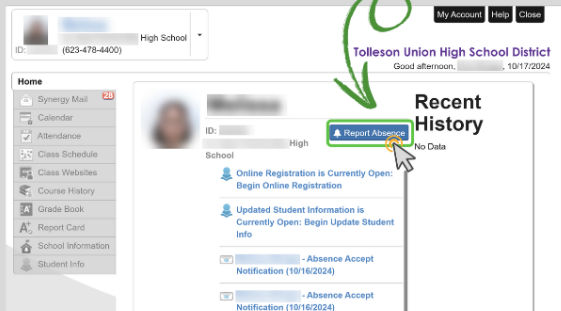 My Account Help Close
High School
ID: (623-478-4400)
Tolleson Union High School District
Good afternoon, , 10/17/2024
Home
Synergy Mail 28
Calendar
Attendance
Class Schedule
Class Websites
Course History
Grade Book
Report Card
School Information
Student Info
ID:
High
School
Report Absence
Online Registration is Currently Open:
Begin Online Registration
Updated Student Information is
Currently Open: Begin Update Student
Info
- Absence Accept
Notification (10/16/2024)
- Absence Accept
Notification (10/16/2024)
Recent
History
No Data